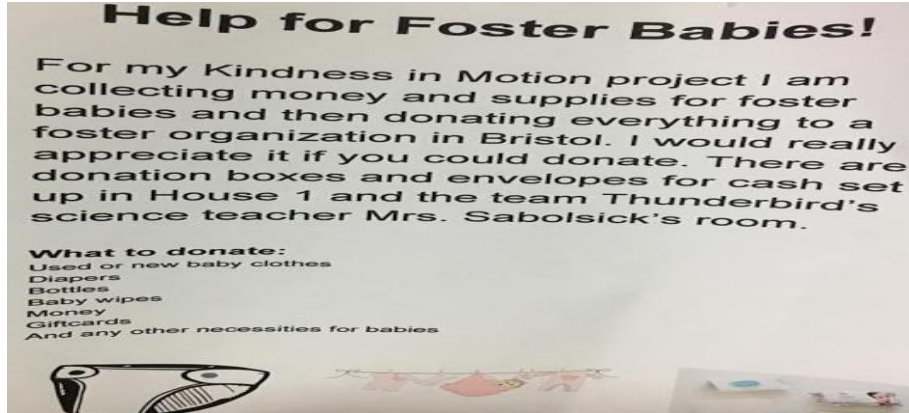 Help for Foster Babies!
For my Kindness in Motion project I am
collecting money and supplies for foster
babies and then donating everything to a
foster organization in Bristol. I would really
appreciate it if you could donate. There are
donation boxes and envelopes for cash set
up in House 1 and the team Thunderbird's
science teacher Mrs. Sabolsick's room.
What to donate:
Used or new baby clothes
Diapers
Bottles
Baby wipes
Money
Giftcards
And any other necessities for babies